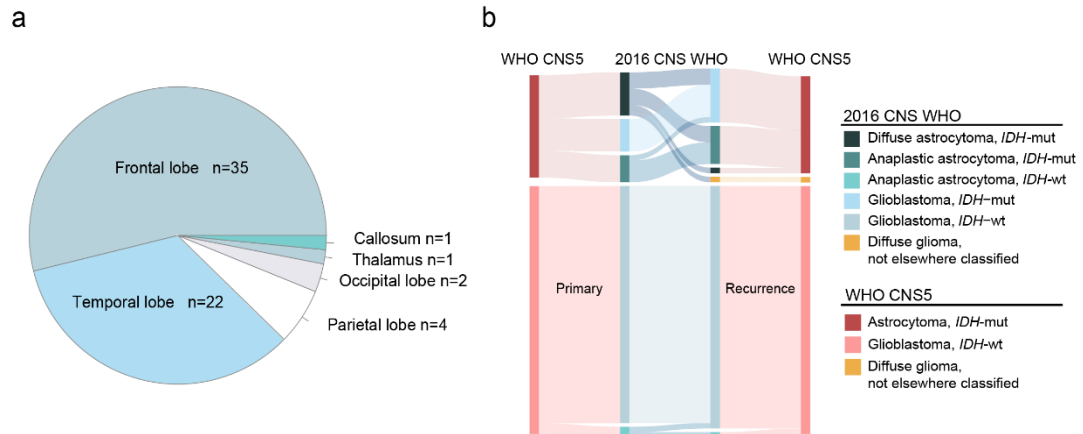 a
Frontal lobe n=35
Callosum n=1
Thalamus n=1
Occipital lobe n=2
Parietal lobe n=4
Temporal lobe n=22
b
WHO CNS5
2016 CNS WHO
WHO CNS5
Primary
Recurrence
2016 CNS WHO
Diffuse astrocytoma, IDH-mut
Anaplastic astrocytoma, IDH-mut
Anaplastic astrocytoma, IDH-wt
Glioblastoma, IDH−mut
Glioblastoma, IDH−wt
Diffuse glioma,
not elsewhere classified
WHO CNS5
Astrocytoma, IDH-mut
Glioblastoma, IDH-wt
Diffuse glioma,
not elsewhere classified